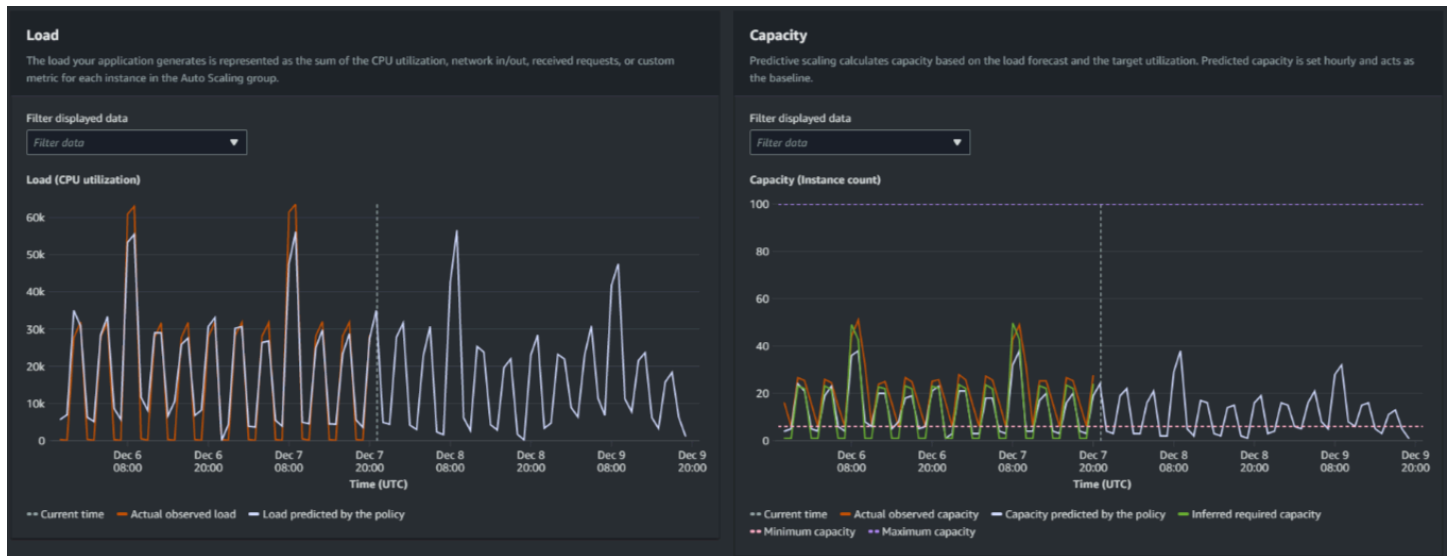 Load
The load your application generates is represented as the sum of the CPU utilization, network in/out, received requests, or custom
metric for each instance in the Auto Scaling group.
Filter displayed data
Filter data
Load (CPU utilization)
60k
50k
40k
30k
20k
10k
0
Dec 6
08:00
Dec 6
20:00
Dec 7
08:00
Dec 7
20:00
Dec 8
08:00
Dec 8
20:00
Dec 9
08:00
Dec 9
20:00
Time (UTC)
Current time
Actual observed load
Load predicted by the policy
Capacity
Predictive scaling calculates capacity based on the load forecast and the target utilization. Predicted capacity is set hourly and acts as
the baseline.
Filter displayed data
Filter data
Capacity (Instance count)
100
80
60
40
20
0
Dec 6
08:00
Dec 6
20:00
Dec 7
08:00
Dec 7
20:00
Dec 8
08:00
Dec 8
20:00
Dec 9
08:00
Dec 9
20:00
Time (UTC)
Current time
Actual observed capacity
Capacity predicted by the policy
Inferred required capacity
Minimum capacity
Maximum capacity